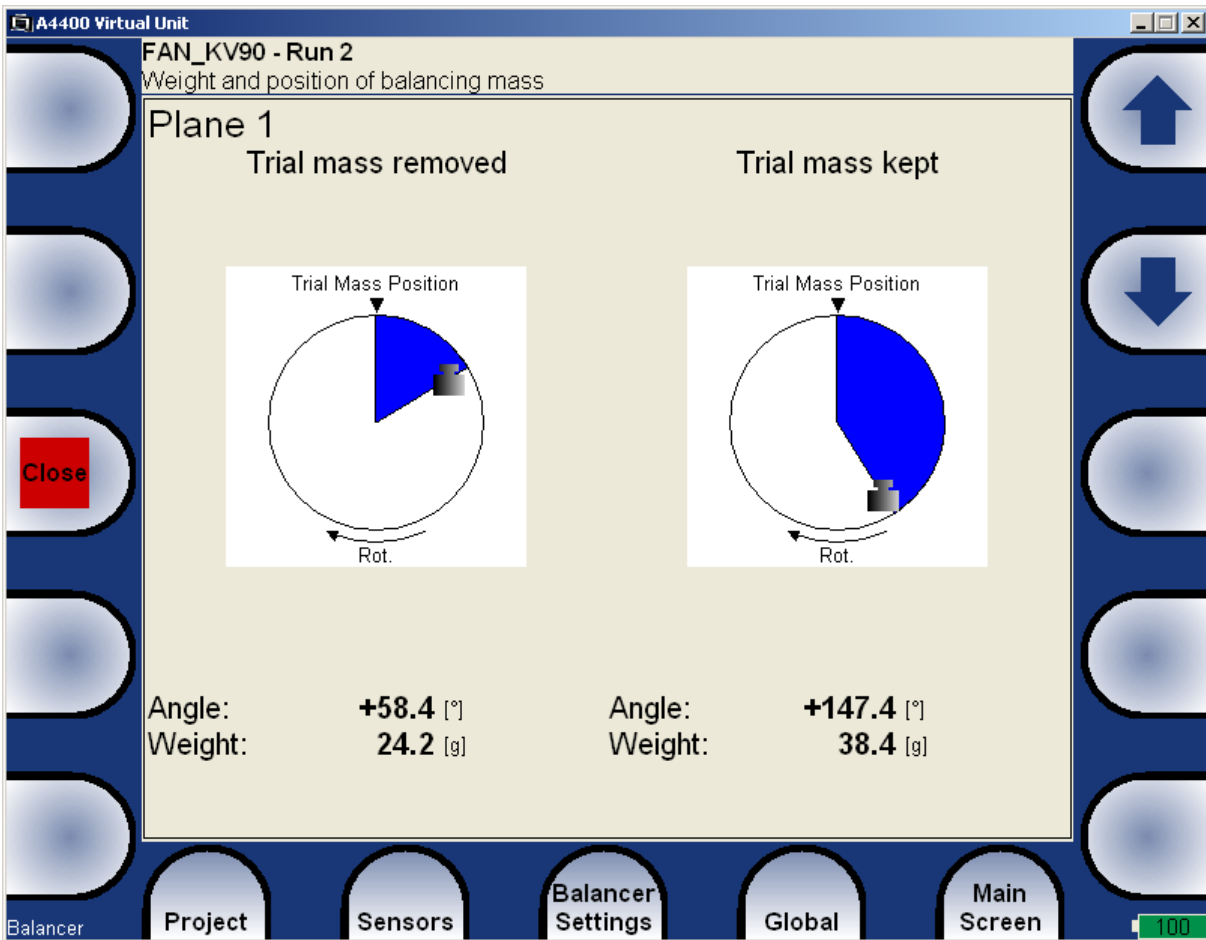 A4400 Virtual Unit
FAN_KV90 - Run 2
Weight and position of balancing mass
Plane 1
Trial mass removed
Trial mass kept
Trial Mass Position
Rot.
Trial Mass Position
Rot.
Close
Angle: +58.4 [°]
Weight: 24.2 [g]
Angle: +147.4 [°]
Weight: 38.4 [g]
Balancer
Project
Sensors
Balancer
Settings
Global
Main
Screen
100